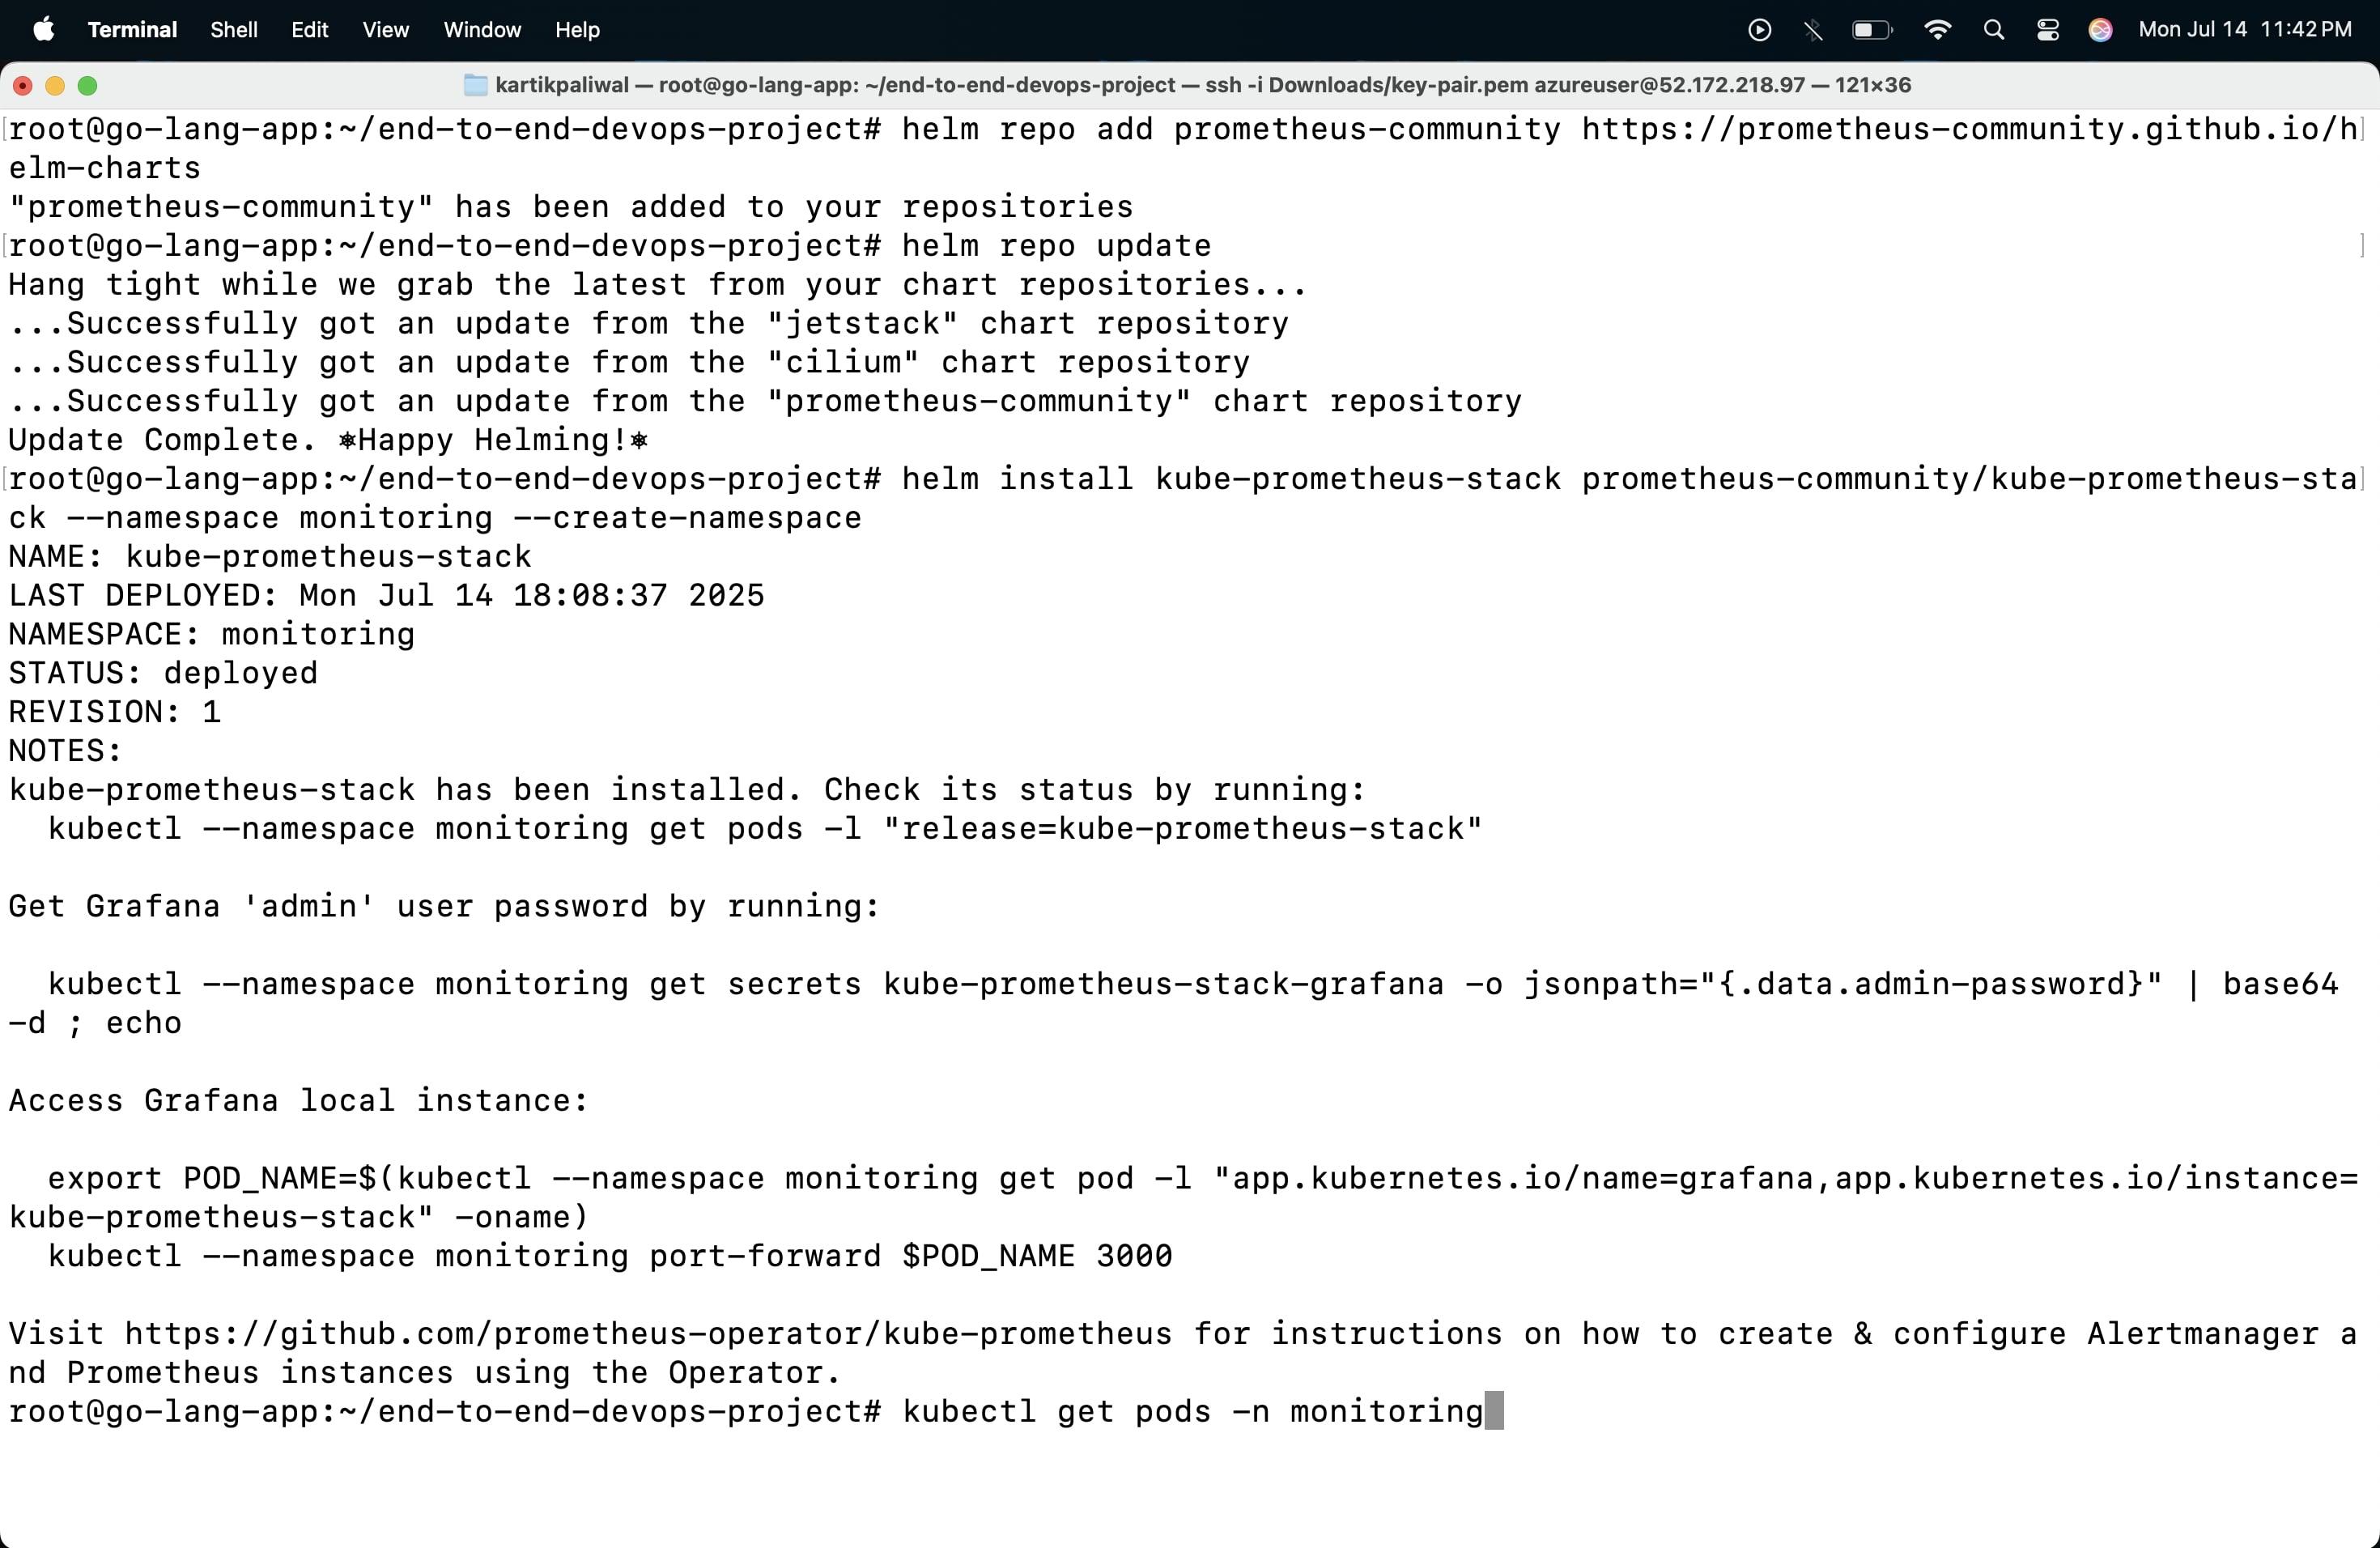 Terminal Shell Edit View Window Help Mon Jul 14 11:42 PM
kartikpaliwal — root@go-lang-app: ~/end-to-end-devops-project — ssh -i Downloads/key-pair.pem azureuser@52.172.218.97 — 121×36
root@go-lang-app:~/end-to-end-devops-project# helm repo add prometheus-community https://prometheus-community.github.io/h
elm-charts
"prometheus-community" has been added to your repositories
root@go-lang-app:~/end-to-end-devops-project# helm repo update
Hang tight while we grab the latest from your chart repositories...
...Successfully got an update from the "jetstack" chart repository
...Successfully got an update from the "cilium" chart repository
...Successfully got an update from the "prometheus-community" chart repository
Update Complete. ⎈Happy Helming!⎈
root@go-lang-app:~/end-to-end-devops-project# helm install kube-prometheus-stack prometheus-community/kube-prometheus-sta
ck --namespace monitoring --create-namespace
NAME: kube-prometheus-stack
LAST DEPLOYED: Mon Jul 14 18:08:37 2025
NAMESPACE: monitoring
STATUS: deployed
REVISION: 1
NOTES:
kube-prometheus-stack has been installed. Check its status by running:
  kubectl --namespace monitoring get pods -l "release=kube-prometheus-stack"
Get Grafana 'admin' user password by running:
  kubectl --namespace monitoring get secrets kube-prometheus-stack-grafana -o jsonpath="{.data.admin-password}" | base64
-d ; echo
Access Grafana local instance:
  export POD_NAME=$(kubectl --namespace monitoring get pod -l "app.kubernetes.io/name=grafana,app.kubernetes.io/instance=
kube-prometheus-stack" -oname)
  kubectl --namespace monitoring port-forward $POD_NAME 3000
Visit https://github.com/prometheus-operator/kube-prometheus for instructions on how to create & configure Alertmanager a
nd Prometheus instances using the Operator.
root@go-lang-app:~/end-to-end-devops-project# kubectl get pods -n monitoring